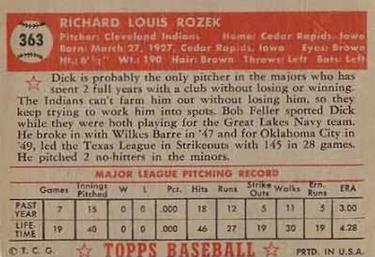 363
RICHARD LOUIS ROZEK
Pitcher: Cleveland Indians Home: Cedar Rapids, Iowa
Born: March 27, 1927, Cedar Rapids, Iowa Eyes: Brown
Ht: 6' ½" Wt: 190 Hair: Brown Throws: Left Bats: Left
Dick is probably the only pitcher in the majors who has
spent 2 full years with a club without losing or winning.
The Indians can't farm him out without losing him, so they
keep trying to work him into spots. Bob Feller spotted Dick
while they were both playing for the Great Lakes Navy team.
He broke in with Wilkes Barre in '47 and for Oklahoma City in
'49, led the Texas League in Strikeouts with 145 in 28 games.
He pitched 2 no-hitters in the minors.
MAJOR LEAGUE PITCHING RECORD
Games Innings Pitched W L Pct. Hits Runs Strike Outs Walks Ern. Runs ERA
PAST YEAR 7 15 0 0 .000 18 12 5 11 5 3.00
LIFE-TIME 19 40 0 0 .000 46 30 19 30 19 4.28
© T. C. G. TOPPS BASEBALL PRTD. IN U.S.A.